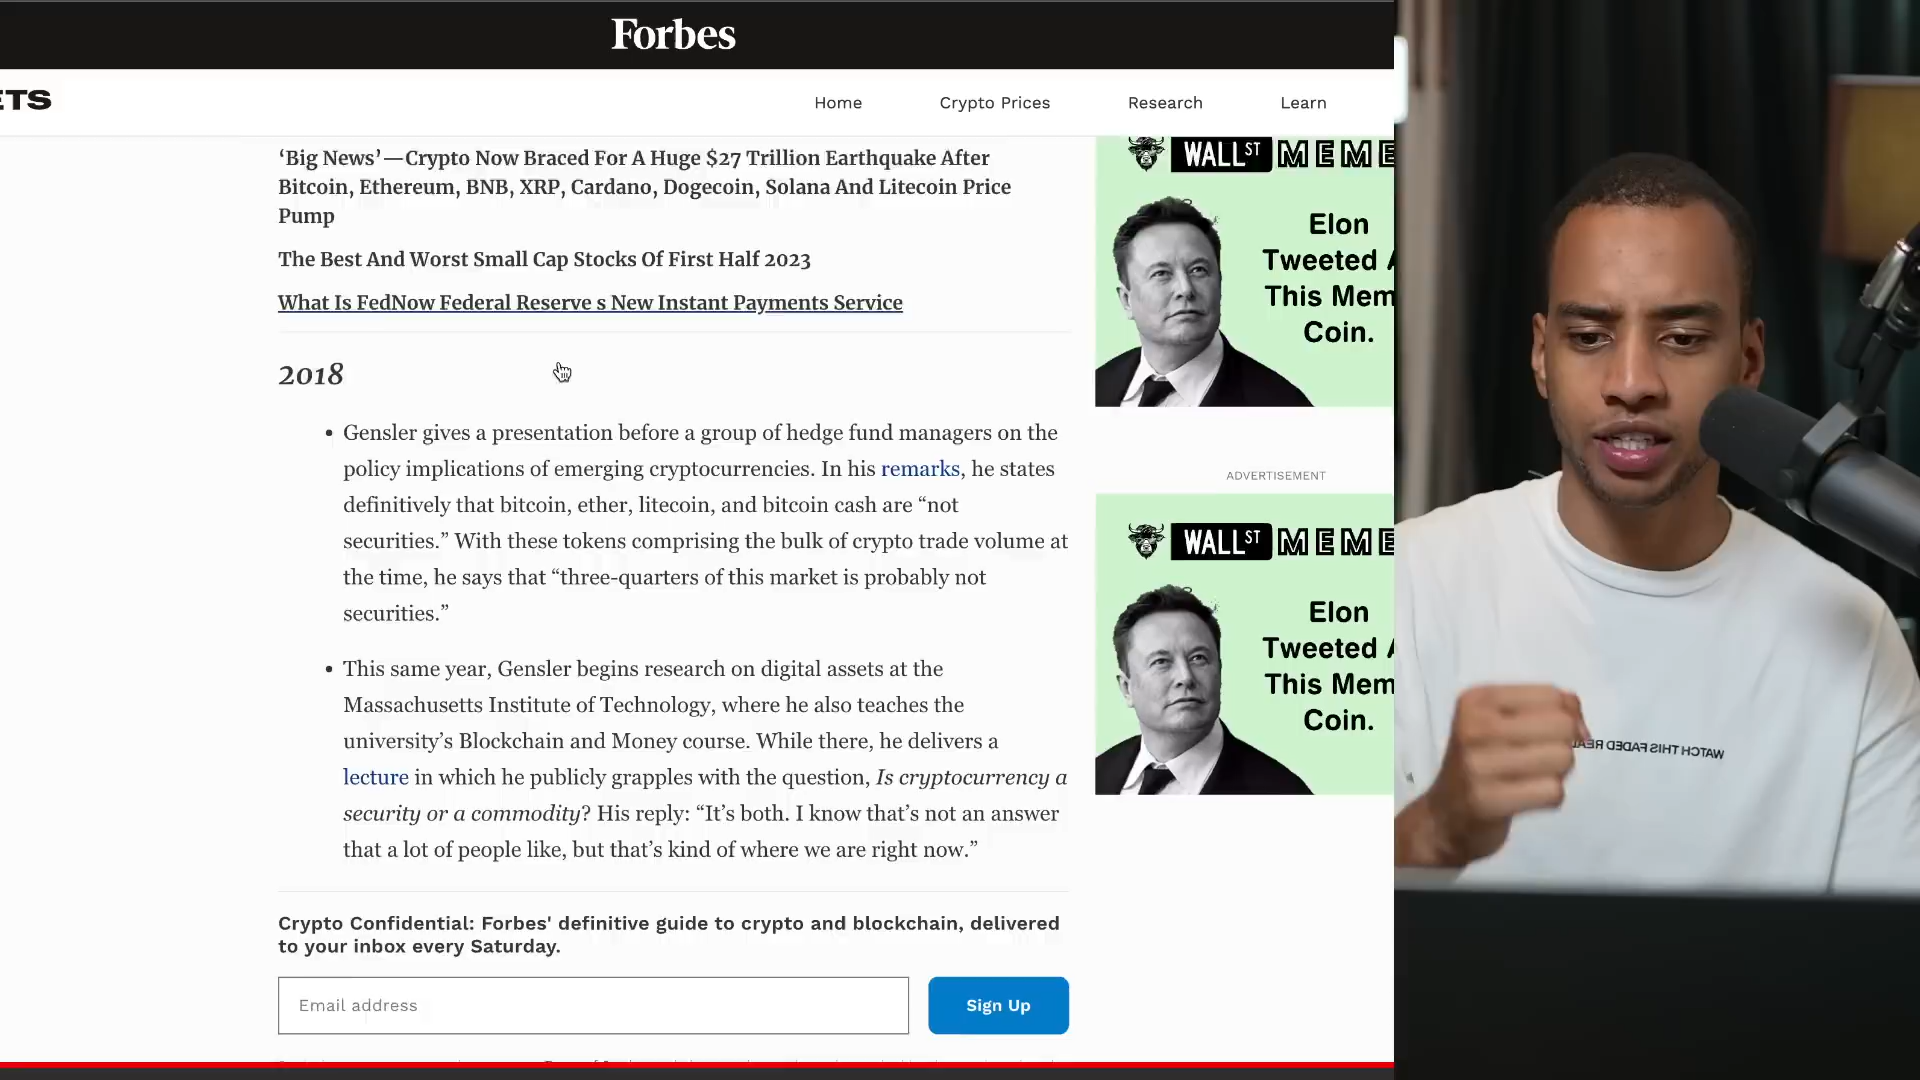 Forbes
ETS
Home
Crypto Prices
Research
Learn
‘Big News’—Crypto Now Braced For A Huge $27 Trillion Earthquake After
Bitcoin, Ethereum, BNB, XRP, Cardano, Dogecoin, Solana And Litecoin Price
Pump
The Best And Worst Small Cap Stocks Of First Half 2023
What Is FedNow Federal Reserve s New Instant Payments Service
2018
• Gensler gives a presentation before a group of hedge fund managers on the
policy implications of emerging cryptocurrencies. In his remarks, he states
definitively that bitcoin, ether, litecoin, and bitcoin cash are “not
securities.” With these tokens comprising the bulk of crypto trade volume at
the time, he says that “three-quarters of this market is probably not
securities.”
• This same year, Gensler begins research on digital assets at the
Massachusetts Institute of Technology, where he also teaches the
university’s Blockchain and Money course. While there, he delivers a
lecture in which he publicly grapples with the question, Is cryptocurrency a
security or a commodity? His reply: “It’s both. I know that’s not an answer
that a lot of people like, but that’s kind of where we are right now.”
Crypto Confidential: Forbes' definitive guide to crypto and blockchain, delivered
to your inbox every Saturday.
Email address
Sign Up
WALL ST MEME
Elon
Tweeted A
This Mem
Coin.
ADVERTISEMENT
WALL ST MEME
Elon
Tweeted A
This Mem
Coin.
WATCH THIS FADED